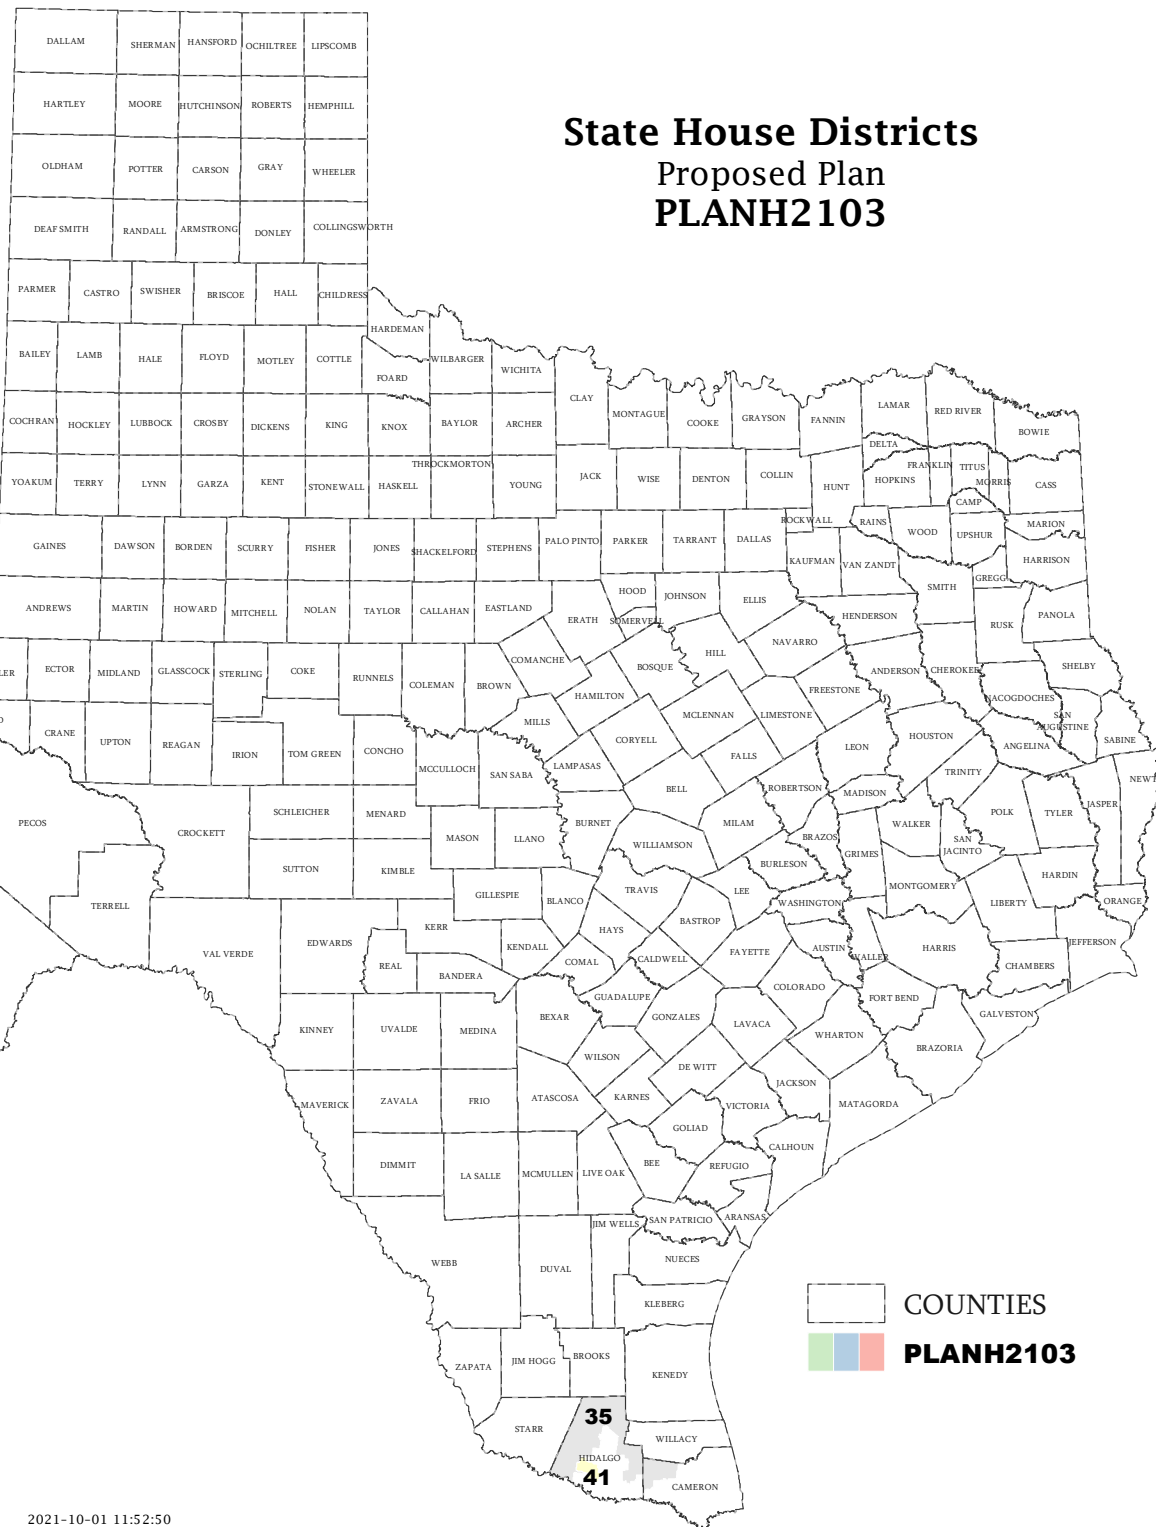 State House Districts
Proposed Plan
PLANH2103
DALLAM SHERMAN HANSFORD OCHILTREE LIPSCOMB
HARTLEY MOORE HUTCHINSON ROBERTS HEMPHILL
OLDHAM POTTER CARSON GRAY WHEELER
DEAF SMITH RANDALL ARMSTRONG DONLEY COLLINGSWORTH
PARMER CASTRO SWISHER BRISCOE HALL CHILDRESS
HARDEMAN
BAILEY LAMB HALE FLOYD MOTLEY COTTLE WILBARGER WICHITA
FOARD CLAY
COCHRAN HOCKLEY LUBBOCK CROSBY DICKENS KING KNOX BAYLOR ARCHER MONTAGUE COOKE GRAYSON FANNIN LAMAR RED RIVER BOWIE
DELTA
THROCKMORTON FRANKLIN TITUS
YOAKUM TERRY LYNN GARZA KENT STONEWALL HASKELL YOUNG JACK WISE DENTON COLLIN HUNT HOPKINS MORRIS CASS
CAMP
ROCKWALL RAINS WOOD UPSHUR MARION
GAINES DAWSON BORDEN SCURRY FISHER JONES SHACKELFORD STEPHENS PALO PINTO PARKER TARRANT DALLAS
KAUFMAN VAN ZANDT SMITH GREGG HARRISON
ANDREWS MARTIN HOWARD MITCHELL NOLAN TAYLOR CALLAHAN EASTLAND ERATH HOOD JOHNSON ELLIS
SOMERVELL HENDERSON RUSK PANOLA
NAVARRO
LER ECTOR MIDLAND GLASSCOCK STERLING COKE RUNNELS COLEMAN BROWN COMANCHE BOSQUE HILL ANDERSON CHEROKEE SHELBY
HAMILTON FREESTONE NACOGDOCHES
MILLS MCLENNAN LIMESTONE SAN
AUGUSTINE
CRANE UPTON REAGAN IRION TOM GREEN CONCHO CORYELL LEON HOUSTON ANGELINA SABINE
FALLS
MCCULLOCH SAN SABA LAMPASAS TRINITY NEWT
BELL ROBERTSON MADISON
PECOS CROCKETT SCHLEICHER MENARD BURNET MILAM POLK TYLER JASPER
MASON LLANO WILLIAMSON BRAZOS WALKER SAN
JACINTO
SUTTON KIMBLE BURLESON GRIMES HARDIN
TERRELL GILLESPIE BLANCO TRAVIS LEE WASHINGTON MONTGOMERY LIBERTY ORANGE
VAL VERDE EDWARDS KERR KENDALL HAYS BASTROP
REAL BANDERA COMAL CALDWELL FAYETTE AUSTIN WALLER HARRIS CHAMBERS JEFFERSON
GUADALUPE COLORADO FORT BEND GALVESTON
KINNEY UVALDE MEDINA BEXAR GONZALES LAVACA WHARTON BRAZORIA
WILSON DE WITT
MAVERICK ZAVALA FRIO ATASCOSA KARNES VICTORIA JACKSON MATAGORDA
GOLIAD
CALHOUN
DIMMIT LA SALLE MCMULLEN LIVE OAK BEE REFUGIO
JIM WELLS SAN PATRICIO ARANSAS
WEBB DUVAL NUECES
KLEBERG
COUNTIES
PLANH2103
ZAPATA JIM HOGG BROOKS KENEDY
35
STARR WILLACY
HIDALGO
41
CAMERON
2021-10-01 11:52:50